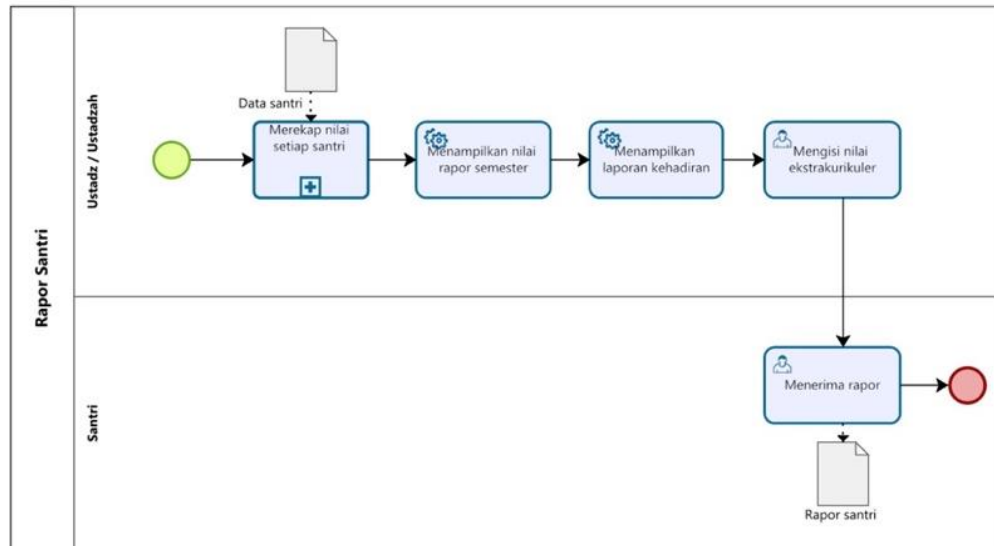 Rapor Santri
Ustadz / Ustadzah
Data santri
Merekap nilai
setiap santri
Menampilkan nilai
rapor semester
Menampilkan
laporan kehadiran
Mengisi nilai
ekstrakurikuler
Santri
Menerima rapor
Rapor santri